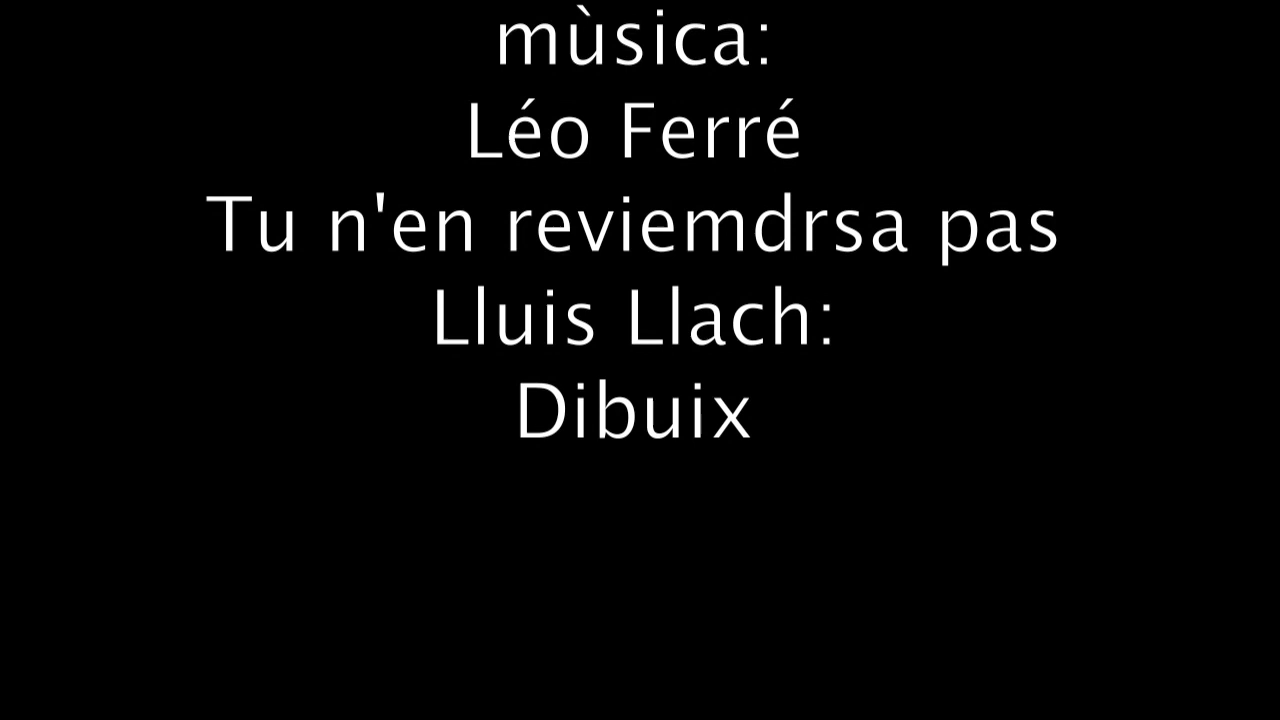 mùsica:
Léo Ferré
Tu n'en reviemdrsa pas
Lluis Llach:
Dibuix